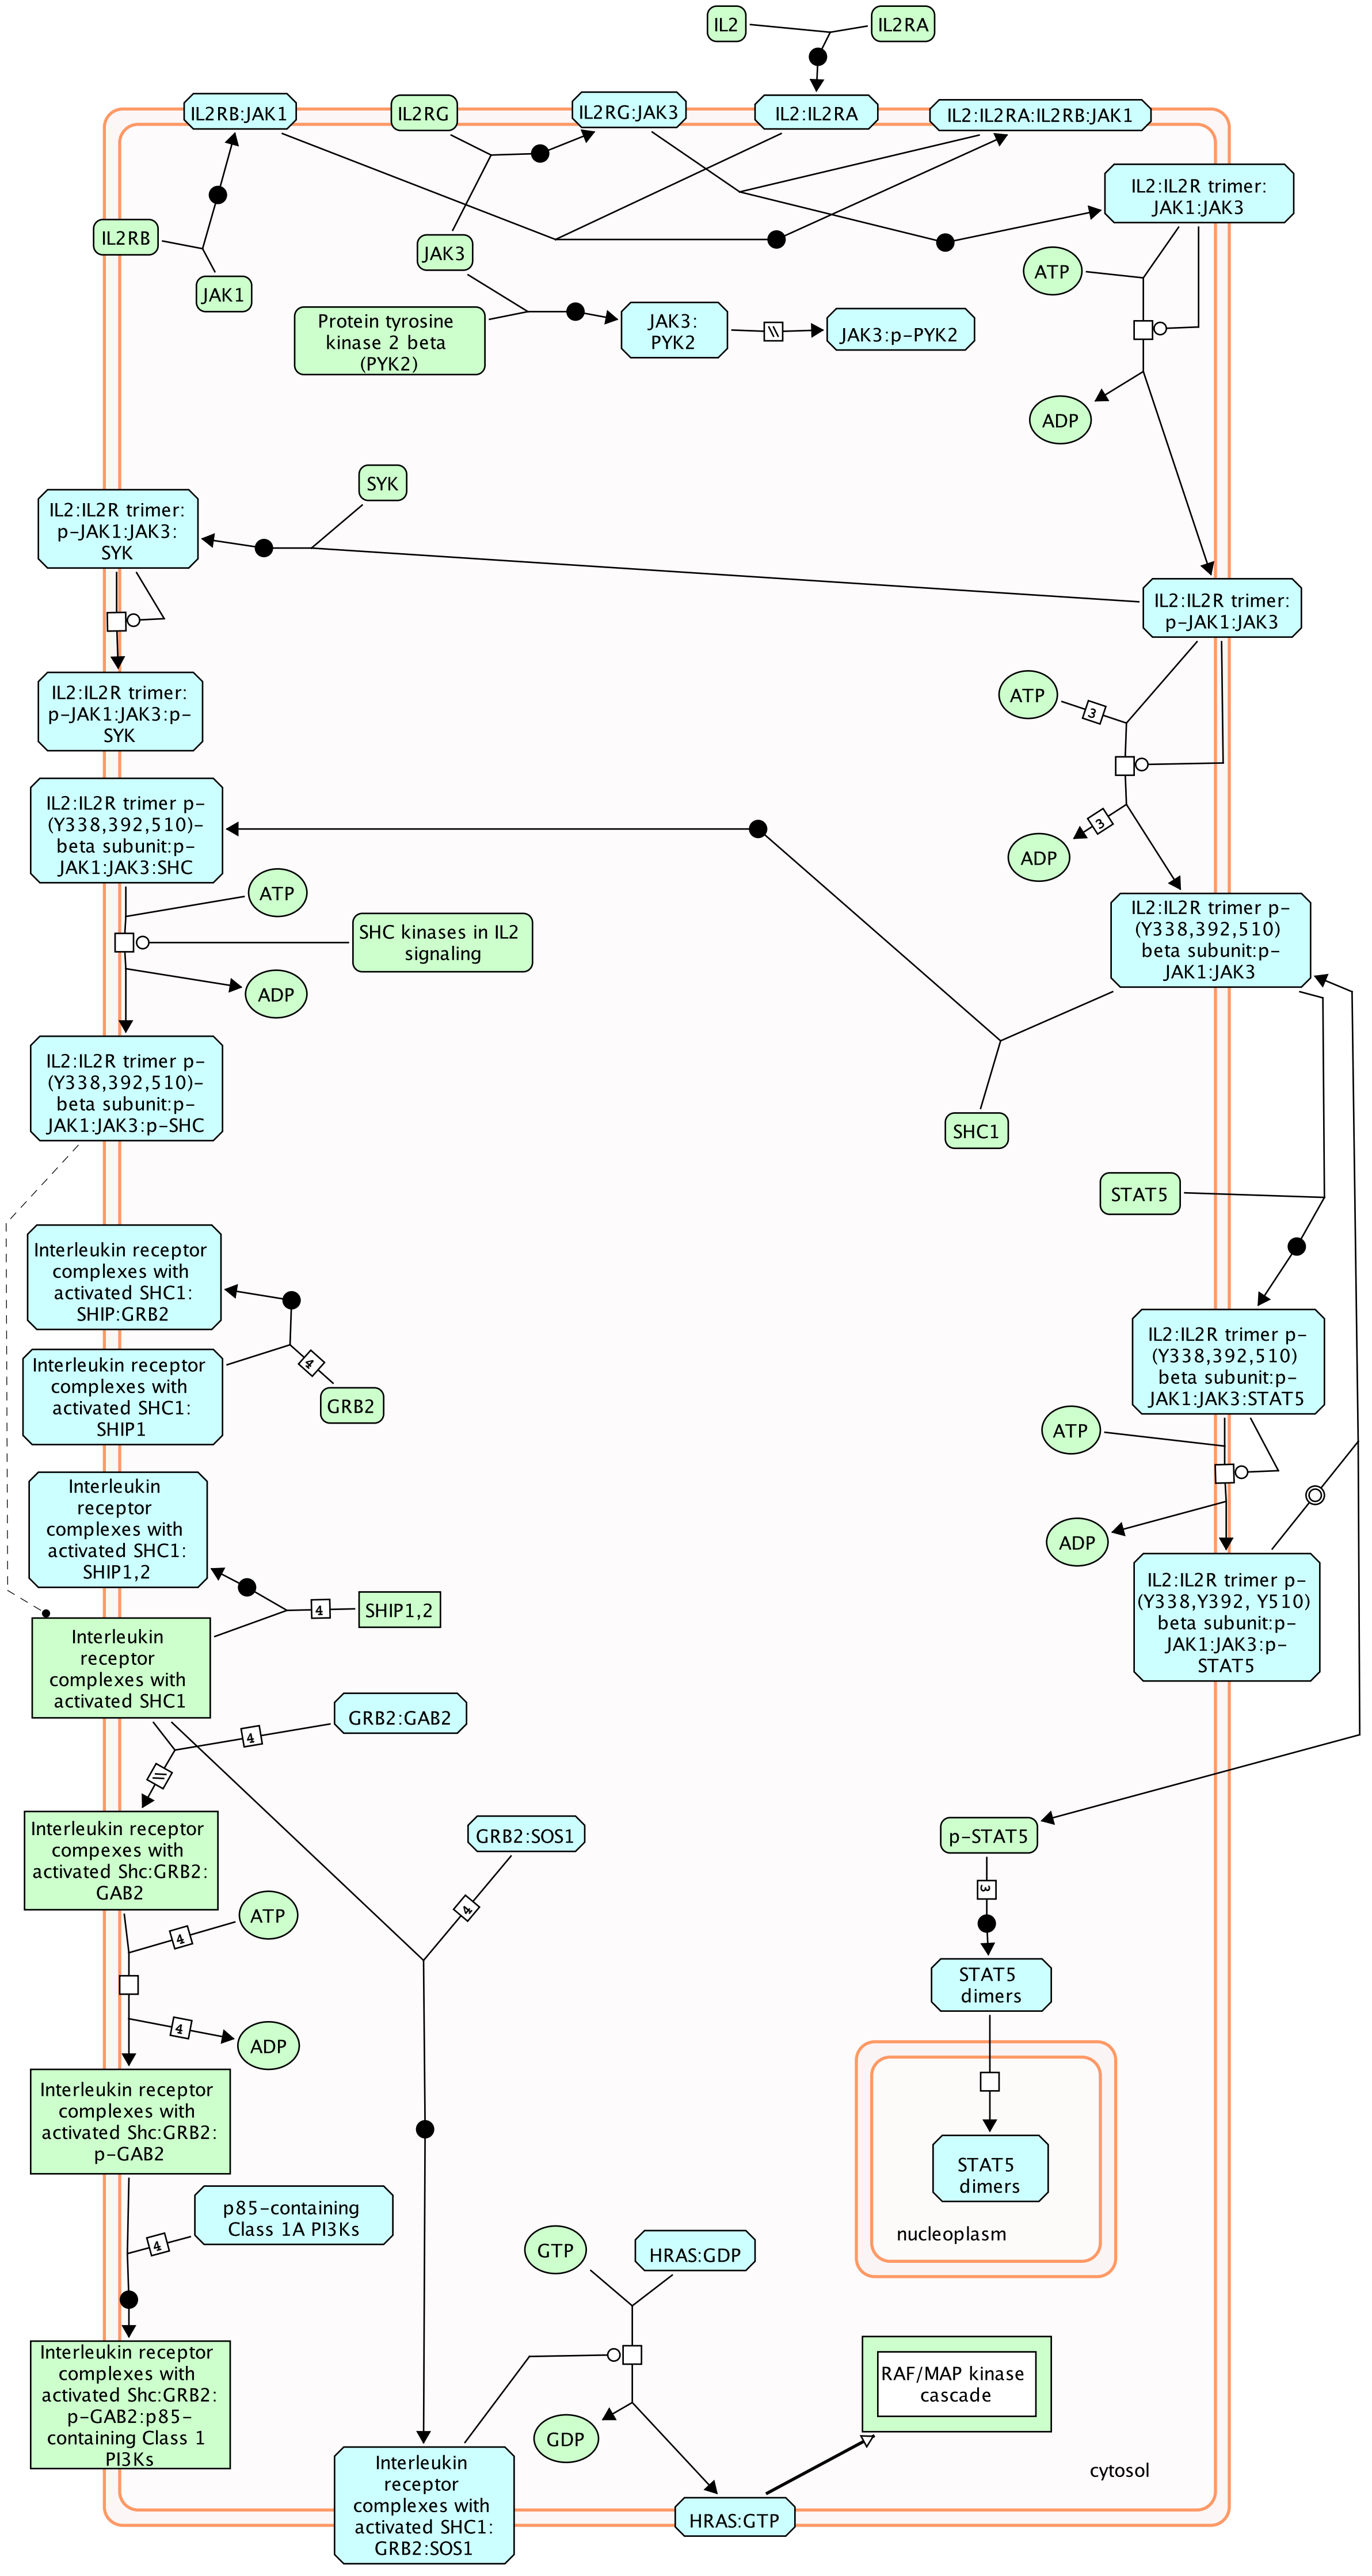 IL2
IL2RA
IL2RB:JAK1
IL2RG
IL2RG:JAK3
IL2:IL2RA
IL2:IL2RA:IL2RB:JAK1
IL2:IL2R trimer:
JAK1:JAK3
IL2RB
JAK3
ATP
JAK1
Protein tyrosine
kinase 2 beta
(PYK2)
JAK3:
PYK2
\\
JAK3:p-PYK2
ADP
SYK
IL2:IL2R trimer:
p-JAK1:JAK3:
SYK
IL2:IL2R trimer:
p-JAK1:JAK3
IL2:IL2R trimer:
p-JAK1:JAK3:p-
SYK
ATP
3
3
ADP
IL2:IL2R trimer p-
(Y338,392,510)-
beta subunit:p-
JAK1:JAK3:SHC
ATP
SHC kinases in IL2
signaling
ADP
IL2:IL2R trimer p-
(Y338,392,510)
beta subunit:p-
JAK1:JAK3
IL2:IL2R trimer p-
(Y338,392,510)-
beta subunit:p-
JAK1:JAK3:p-SHC
SHC1
STAT5
Interleukin receptor
complexes with
activated SHC1:
SHIP:GRB2
Interleukin receptor
complexes with
activated SHC1:
SHIP1
4
GRB2
IL2:IL2R trimer p-
(Y338,392,510)
beta subunit:p-
JAK1:JAK3:STAT5
ATP
ADP
Interleukin
receptor
complexes with
activated SHC1:
SHIP1,2
4
SHIP1,2
IL2:IL2R trimer p-
(Y338,Y392, Y510)
beta subunit:p-
JAK1:JAK3:p-
STAT5
Interleukin
receptor
complexes with
activated SHC1
4
GRB2:GAB2
\\
Interleukin receptor
compexes with
activated Shc:GRB2:
GAB2
GRB2:SOS1
4
p-STAT5
3
4
ATP
4
ADP
STAT5
dimers
Interleukin receptor
complexes with
activated Shc:GRB2:
p-GAB2
STAT5
dimers
nucleoplasm
p85-containing
Class 1A PI3Ks
4
GTP
HRAS:GDP
Interleukin receptor
complexes with
activated Shc:GRB2:
p-GAB2:p85-
containing Class 1
PI3Ks
RAF/MAP kinase
cascade
GDP
cytosol
Interleukin
receptor
complexes with
activated SHC1:
GRB2:SOS1
HRAS:GTP